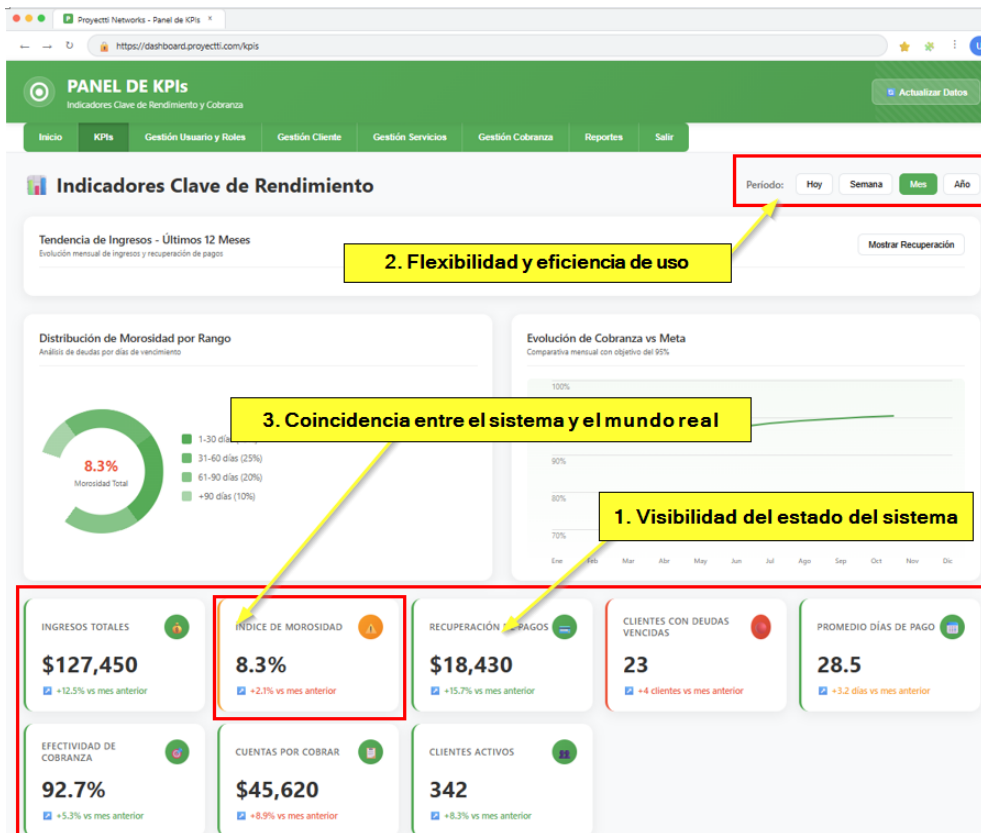 Proyectti Networks - Panel de KPIs
https://dashboard.proyectti.com/kpis
PANEL DE KPIs
Indicadores Clave de Rendimiento y Cobranza
Actualizar Datos
Inicio KPIs Gestión Usuario y Roles Gestión Cliente Gestión Servicios Gestión Cobranza Reportes Salir
Indicadores Clave de Rendimiento
Período: Hoy Semana Mes Año
Tendencia de Ingresos - Últimos 12 Meses
Evolución mensual de ingresos y recuperación de pagos
Mostrar Recuperación
2. Flexibilidad y eficiencia de uso
Distribución de Morosidad por Rango
Análisis de deudas por días de vencimiento
Evolución de Cobranza vs Meta
Comparativa mensual con objetivo del 95%
100%
90%
80%
70%
Ene Feb Mar Abr May Jun Jul Ago Sep Oct Nov Dic
3. Coincidencia entre el sistema y el mundo real
8.3%
Morosidad Total
1-30 días
31-60 días (25%)
61-90 días (20%)
+90 días (10%)
1. Visibilidad del estado del sistema
INGRESOS TOTALES
$127,450
+12.5% vs mes anterior
ÍNDICE DE MOROSIDAD
8.3%
+2.1% vs mes anterior
RECUPERACIÓN DE PAGOS
$18,430
+15.7% vs mes anterior
CLIENTES CON DEUDAS
VENCIDAS
23
+4 clientes vs mes anterior
PROMEDIO DÍAS DE PAGO
28.5
+3.2 días vs mes anterior
EFECTIVIDAD DE
COBRANZA
92.7%
+5.3% vs mes anterior
CUENTAS POR COBRAR
$45,620
+8.9% vs mes anterior
CLIENTES ACTIVOS
342
+8.3% vs mes anterior